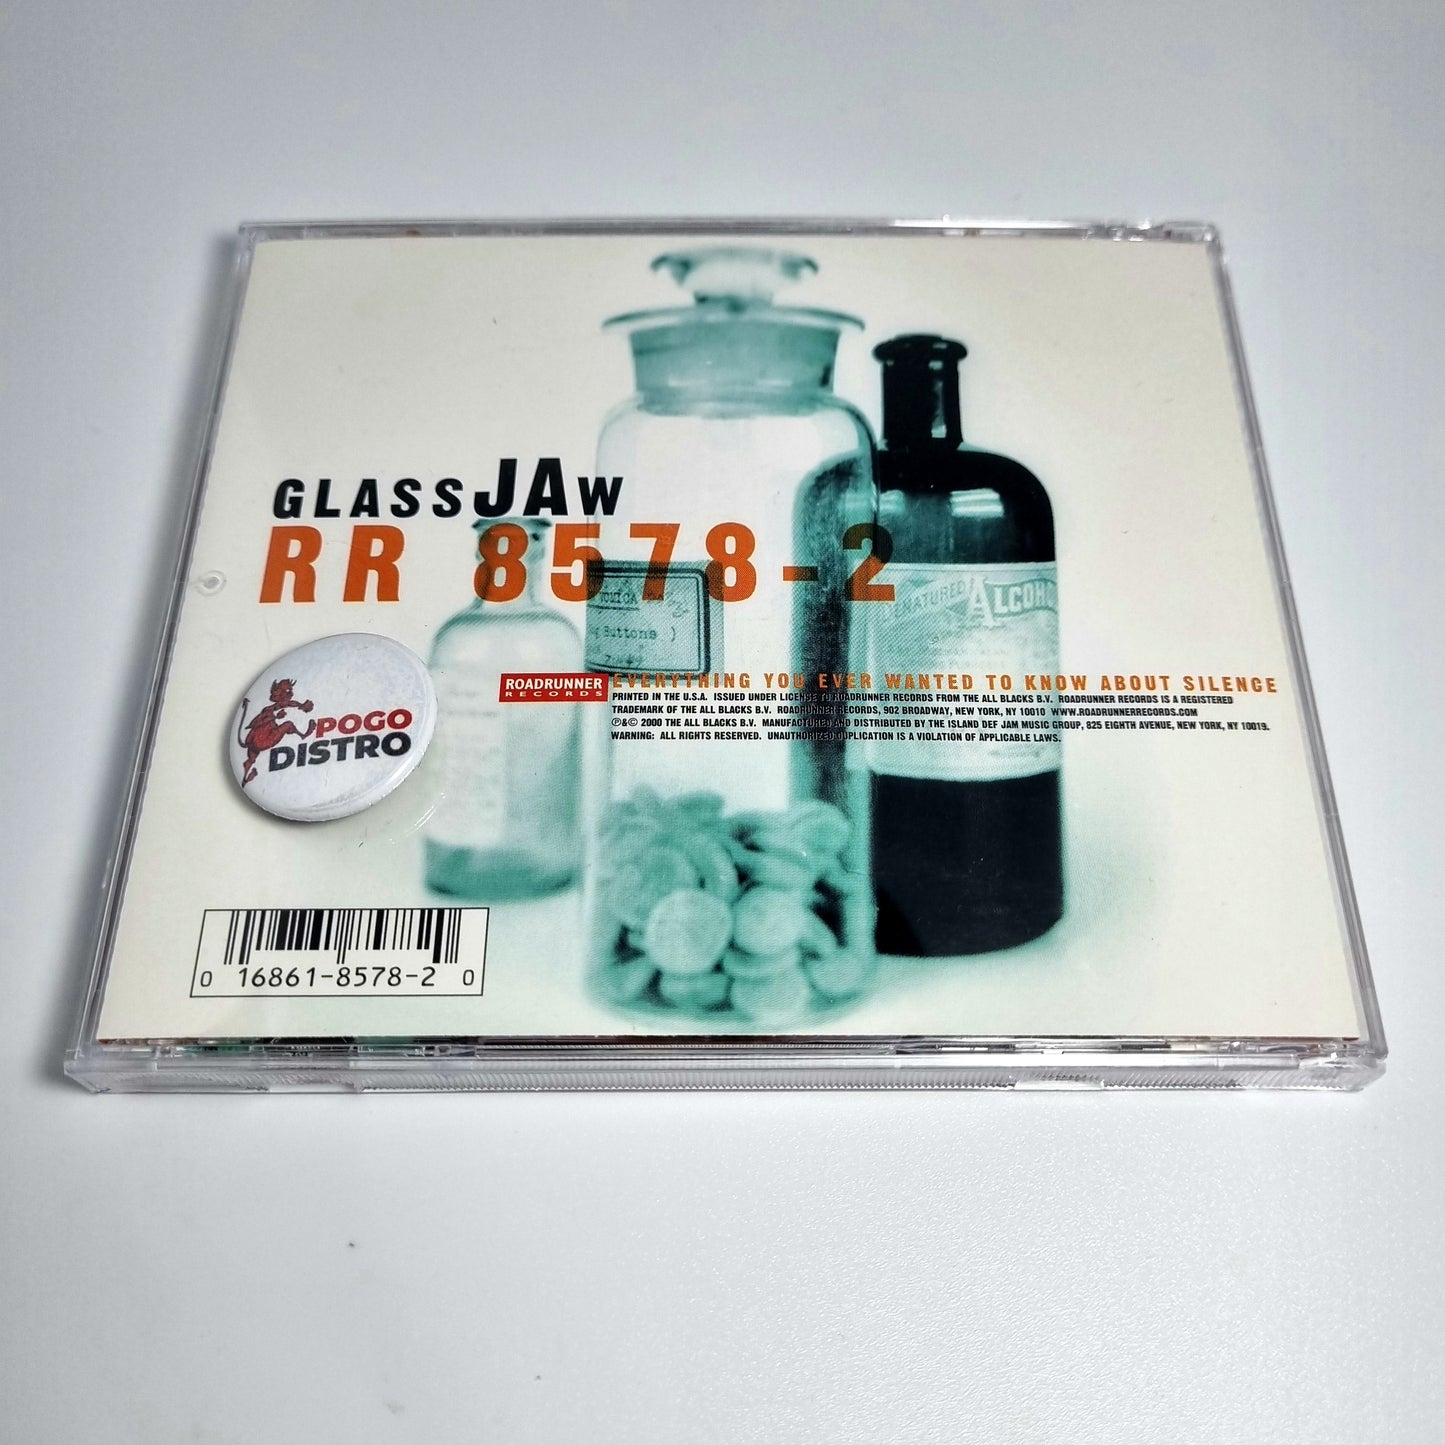 GLASSJAW
RR 8578-2
DENATURED ALCOHOL
Buttons )
ROADRUNNER
RECORDS
EVERYTHING YOU EVER WANTED TO KNOW ABOUT SILENCE
PRINTED IN THE U.S.A. ISSUED UNDER LICENSE TO ROADRUNNER RECORDS FROM THE ALL BLACKS B.V. ROADRUNNER RECORDS IS A REGISTERED
TRADEMARK OF THE ALL BLACKS B.V. ROADRUNNER RECORDS, 902 BROADWAY, NEW YORK, NY 10010 WWW.ROADRUNNERRECORDS.COM
℗&© 2000 THE ALL BLACKS B.V. MANUFACTURED AND DISTRIBUTED BY THE ISLAND DEF JAM MUSIC GROUP, 825 EIGHTH AVENUE, NEW YORK, NY 10019.
WARNING: ALL RIGHTS RESERVED. UNAUTHORIZED DUPLICATION IS A VIOLATION OF APPLICABLE LAWS.
POGO
DISTRO
0 16861-8578-2 0